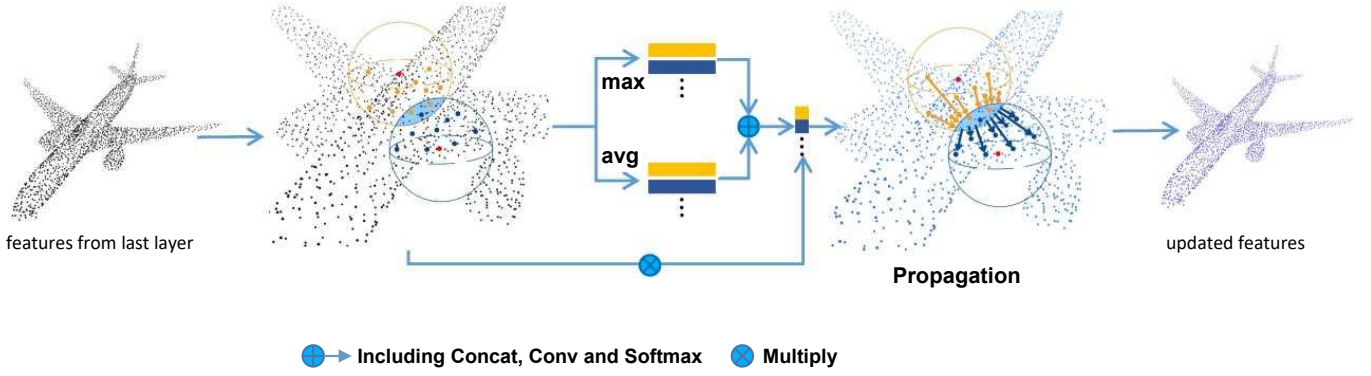 max
avg
features from last layer
updated features
Propagation
Including Concat, Conv and Softmax
Multiply